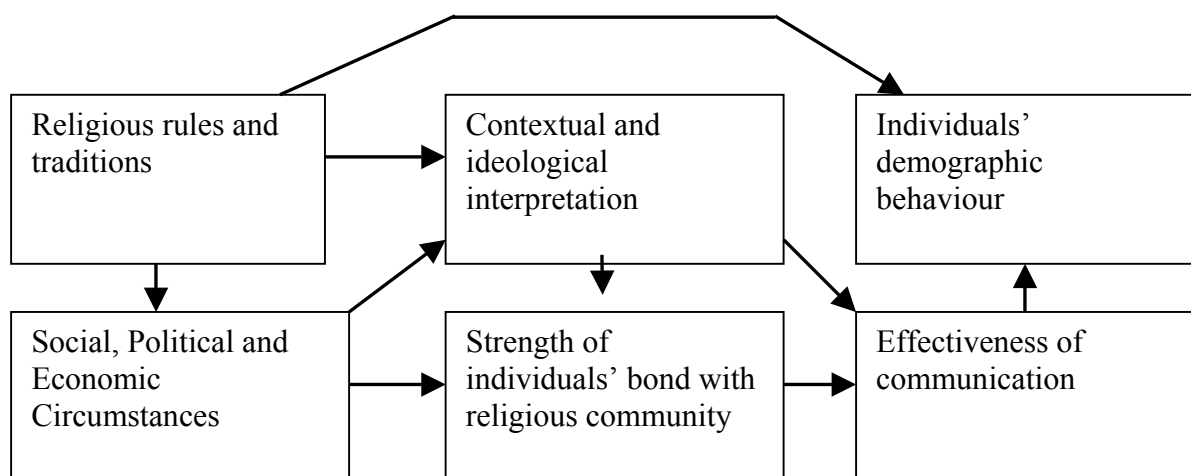 Religious rules and
traditions
Contextual and
ideological
interpretation
Individuals’
demographic
behaviour
Social, Political and
Economic
Circumstances
Strength of
individuals’ bond with
religious community
Effectiveness of
communication